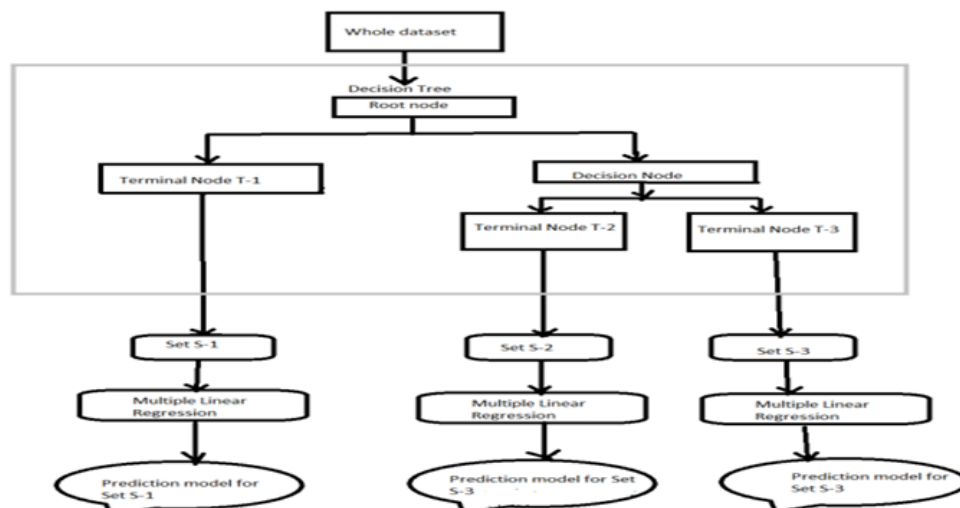 Whole dataset
Decision Tree
Root node
Terminal Node T-1
Decision Node
Terminal Node T-2
Terminal Node T-3
Set S-1
Set S-2
Set S-3
Multiple Linear
Regression
Multiple Linear
Regression
Multiple Linear
Regression
Prediction model for
Set S-1
Prediction model for Set
S-3
Prediction model for
Set S-3